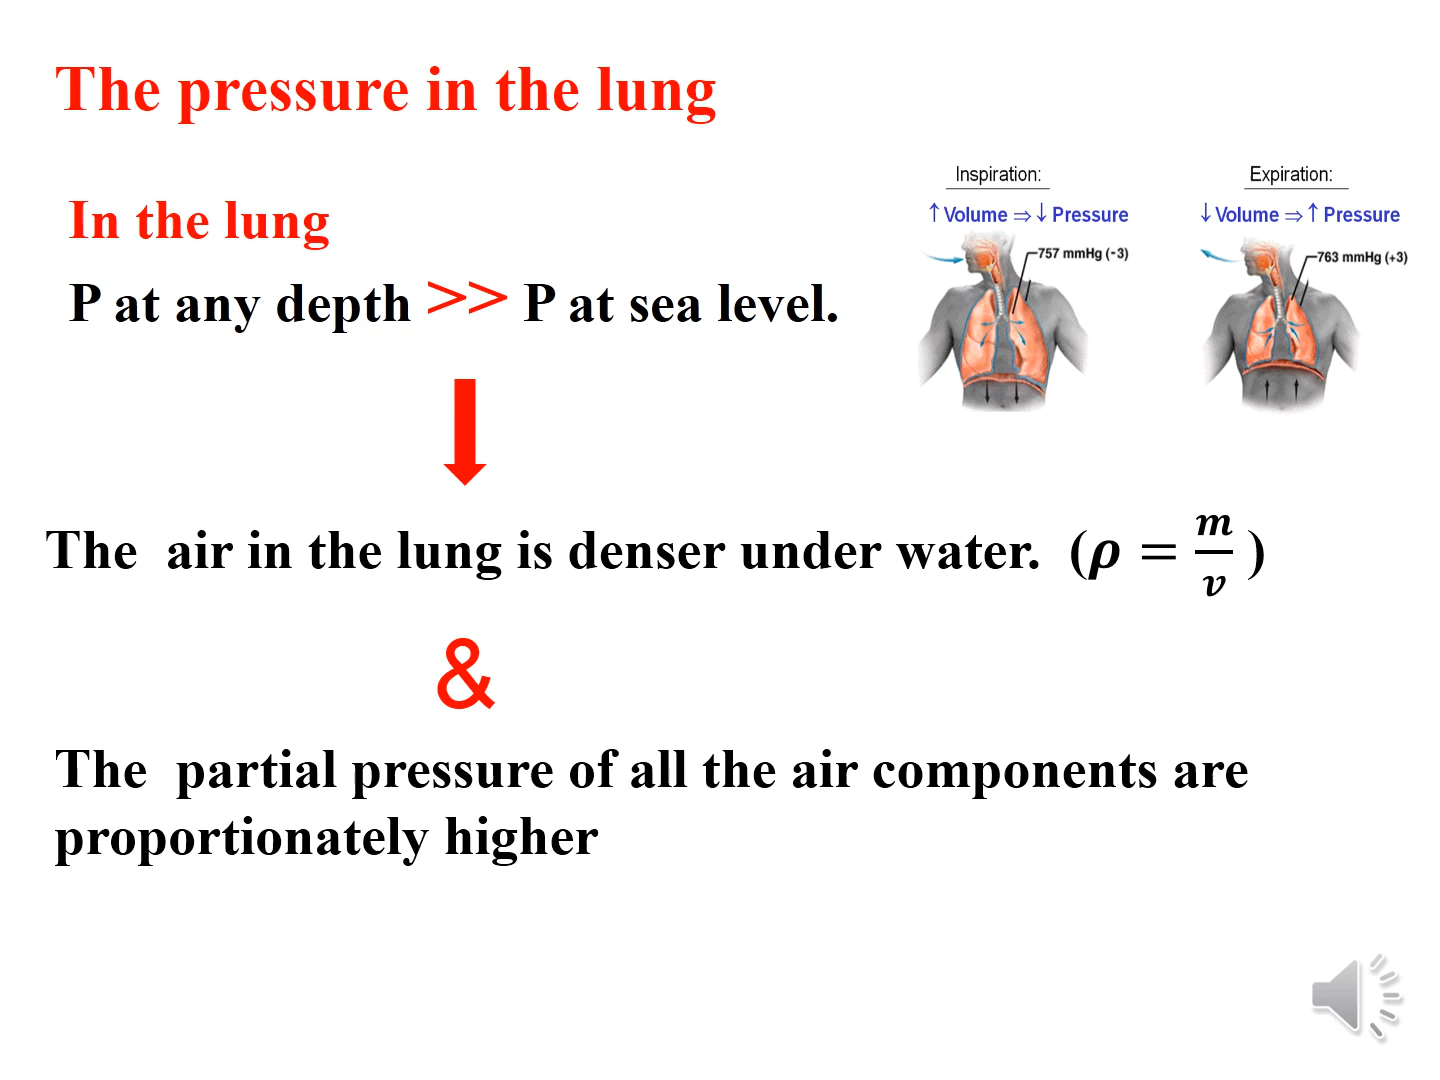 The pressure in the lung
In the lung
P at any depth >> P at sea level.
Inspiration:
↑ Volume ⇒ ↓ Pressure
757 mmHg (-3)
Expiration:
↓ Volume ⇒ ↑ Pressure
763 mmHg (+3)
The air in the lung is denser under water. (ρ = m/v )
&
The partial pressure of all the air components are
proportionately higher